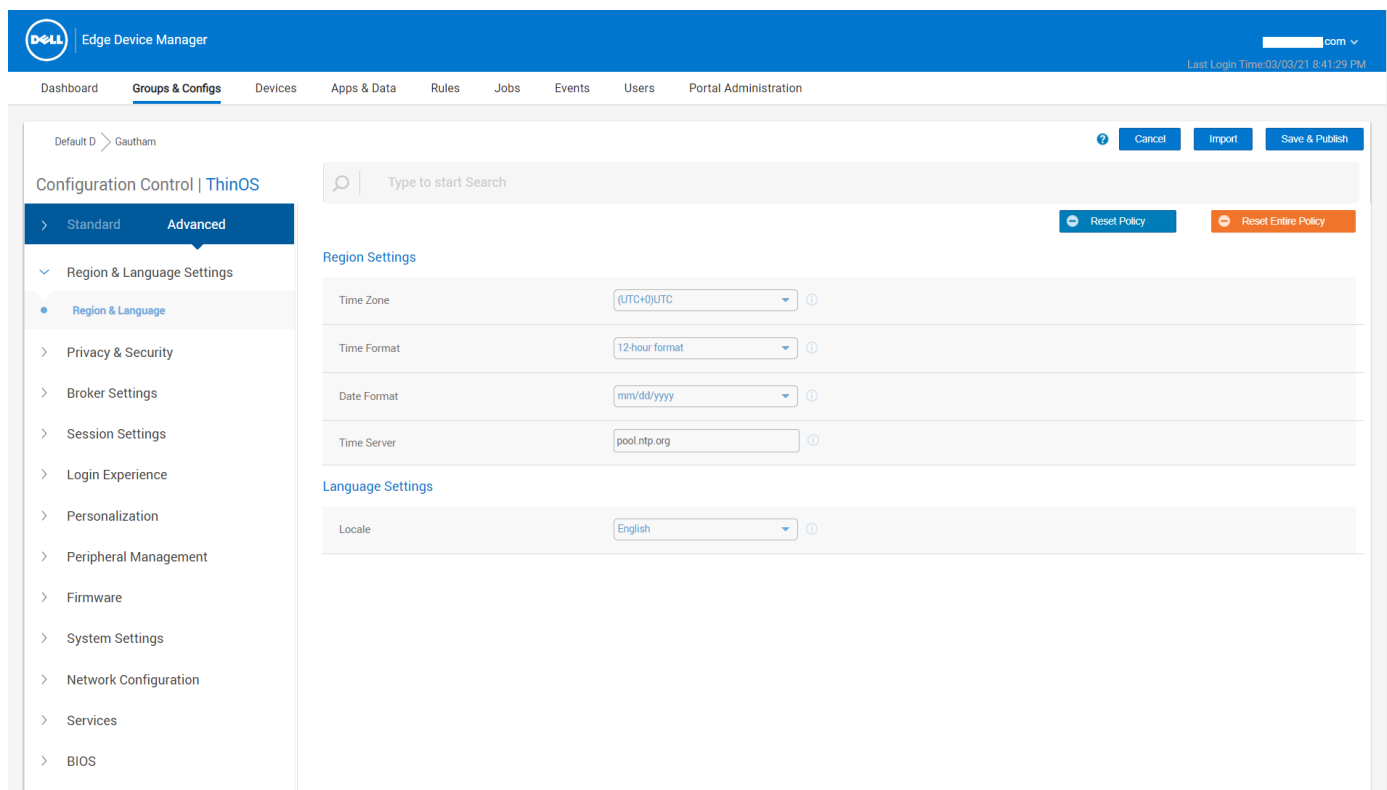 DELL
Edge Device Manager
.com
Last Login Time:03/03/21 8:41:29 PM
Dashboard Groups & Configs Devices Apps & Data Rules Jobs Events Users Portal Administration
Default D Gautham
? Cancel Import Save & Publish
Configuration Control | ThinOS
Type to start Search
Standard Advanced
Reset Policy Reset Entire Policy
Region & Language Settings
Region & Language
Privacy & Security
Broker Settings
Session Settings
Login Experience
Personalization
Peripheral Management
Firmware
System Settings
Network Configuration
Services
BIOS
Region Settings
Time Zone (UTC+0)UTC
Time Format 12-hour format
Date Format mm/dd/yyyy
Time Server pool.ntp.org
Language Settings
Locale English